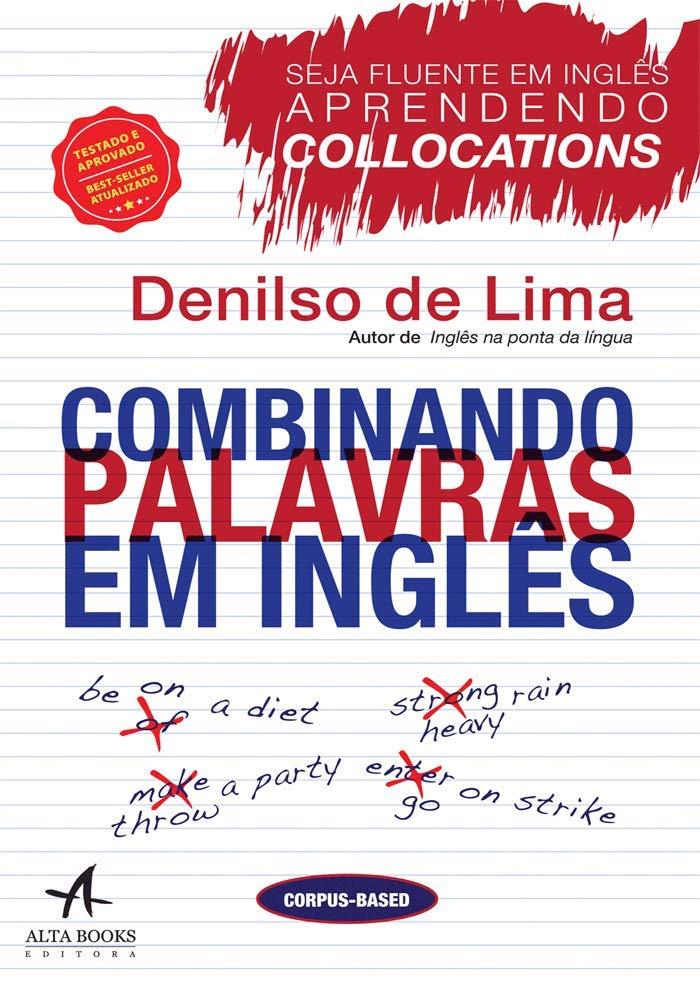 SEJA FLUENTE EM INGLÊS
APRENDENDO
COLLOCATIONS
TESTADO E
APROVADO
BEST-SELLER
ATUALIZADO
Denilso de Lima
Autor de Inglês na ponta da língua
COMBINANDO
PALAVRAS
EM INGLÊS
be on
of a diet
strong rain
heavy
make a party
throw
enter on strike
go
CORPUS-BASED
ALTA BOOKS
EDITORA